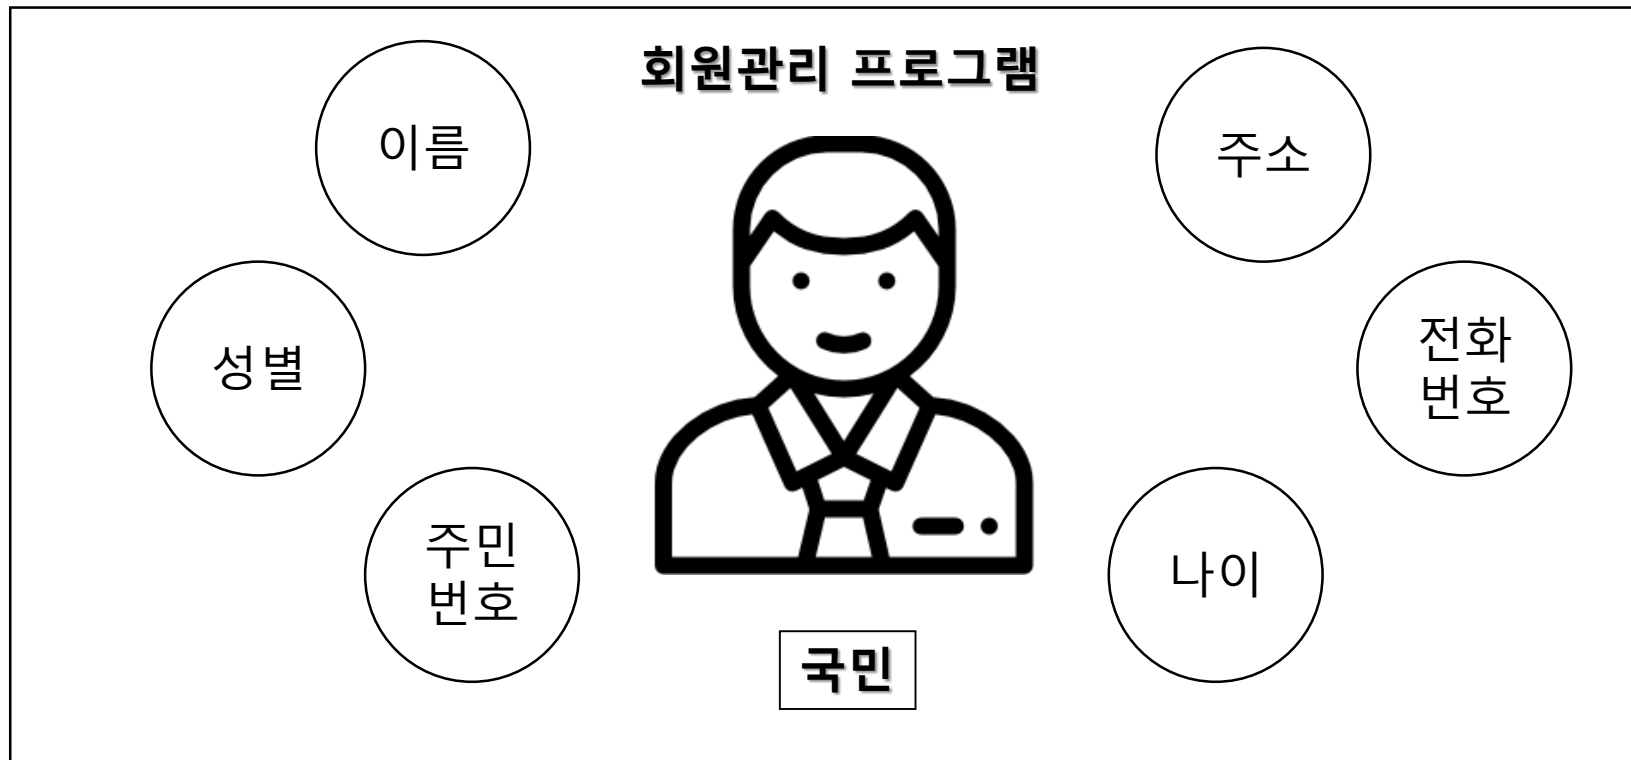 회원관리 프로그램
이름
주소
성별
전화
번호
주민
번호
나이
국민